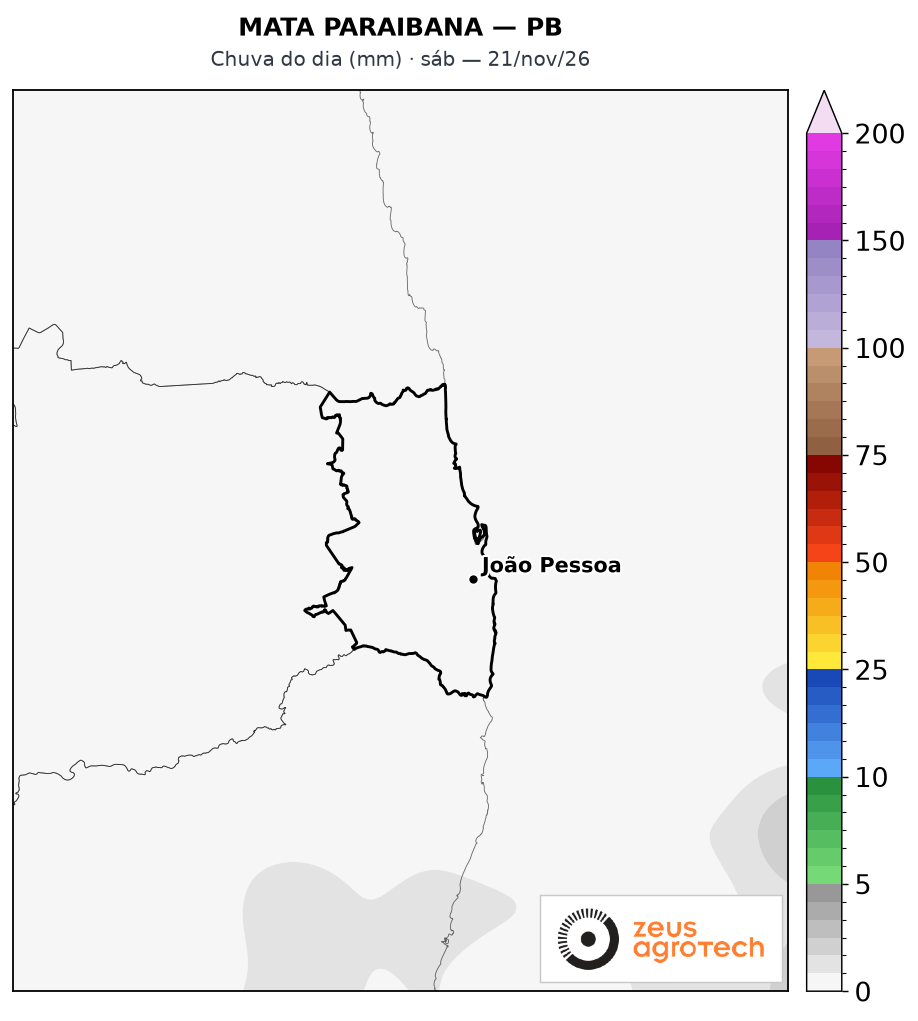 MATA PARAIBANA — PB
Chuva do dia (mm) · sáb — 21/nov/26
200
150
100
75
50
25
10
5
0
João Pessoa
zeus
agrotech